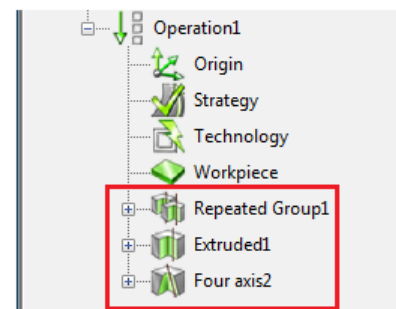 Operation1
Origin
Strategy
Technology
Workpiece
Repeated Group1
Extruded1
Four axis2